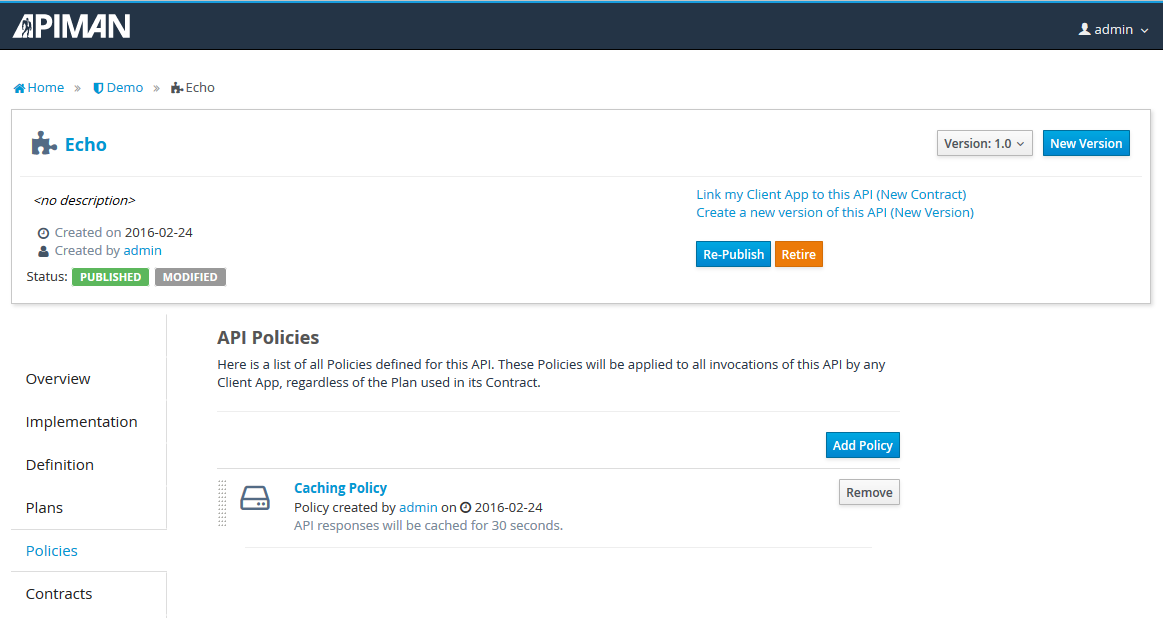 APIMAN
admin
Home » Demo » Echo
Echo
Version: 1.0
New Version
<no description>
Link my Client App to this API (New Contract)
Create a new version of this API (New Version)
Created on 2016-02-24
Created by admin
Re-Publish
Retire
Status: PUBLISHED MODIFIED
API Policies
Here is a list of all Policies defined for this API. These Policies will be applied to all invocations of this API by any
Client App, regardless of the Plan used in its Contract.
Overview
Implementation
Definition
Plans
Policies
Contracts
Add Policy
Caching Policy
Policy created by admin on 2016-02-24
API responses will be cached for 30 seconds.
Remove